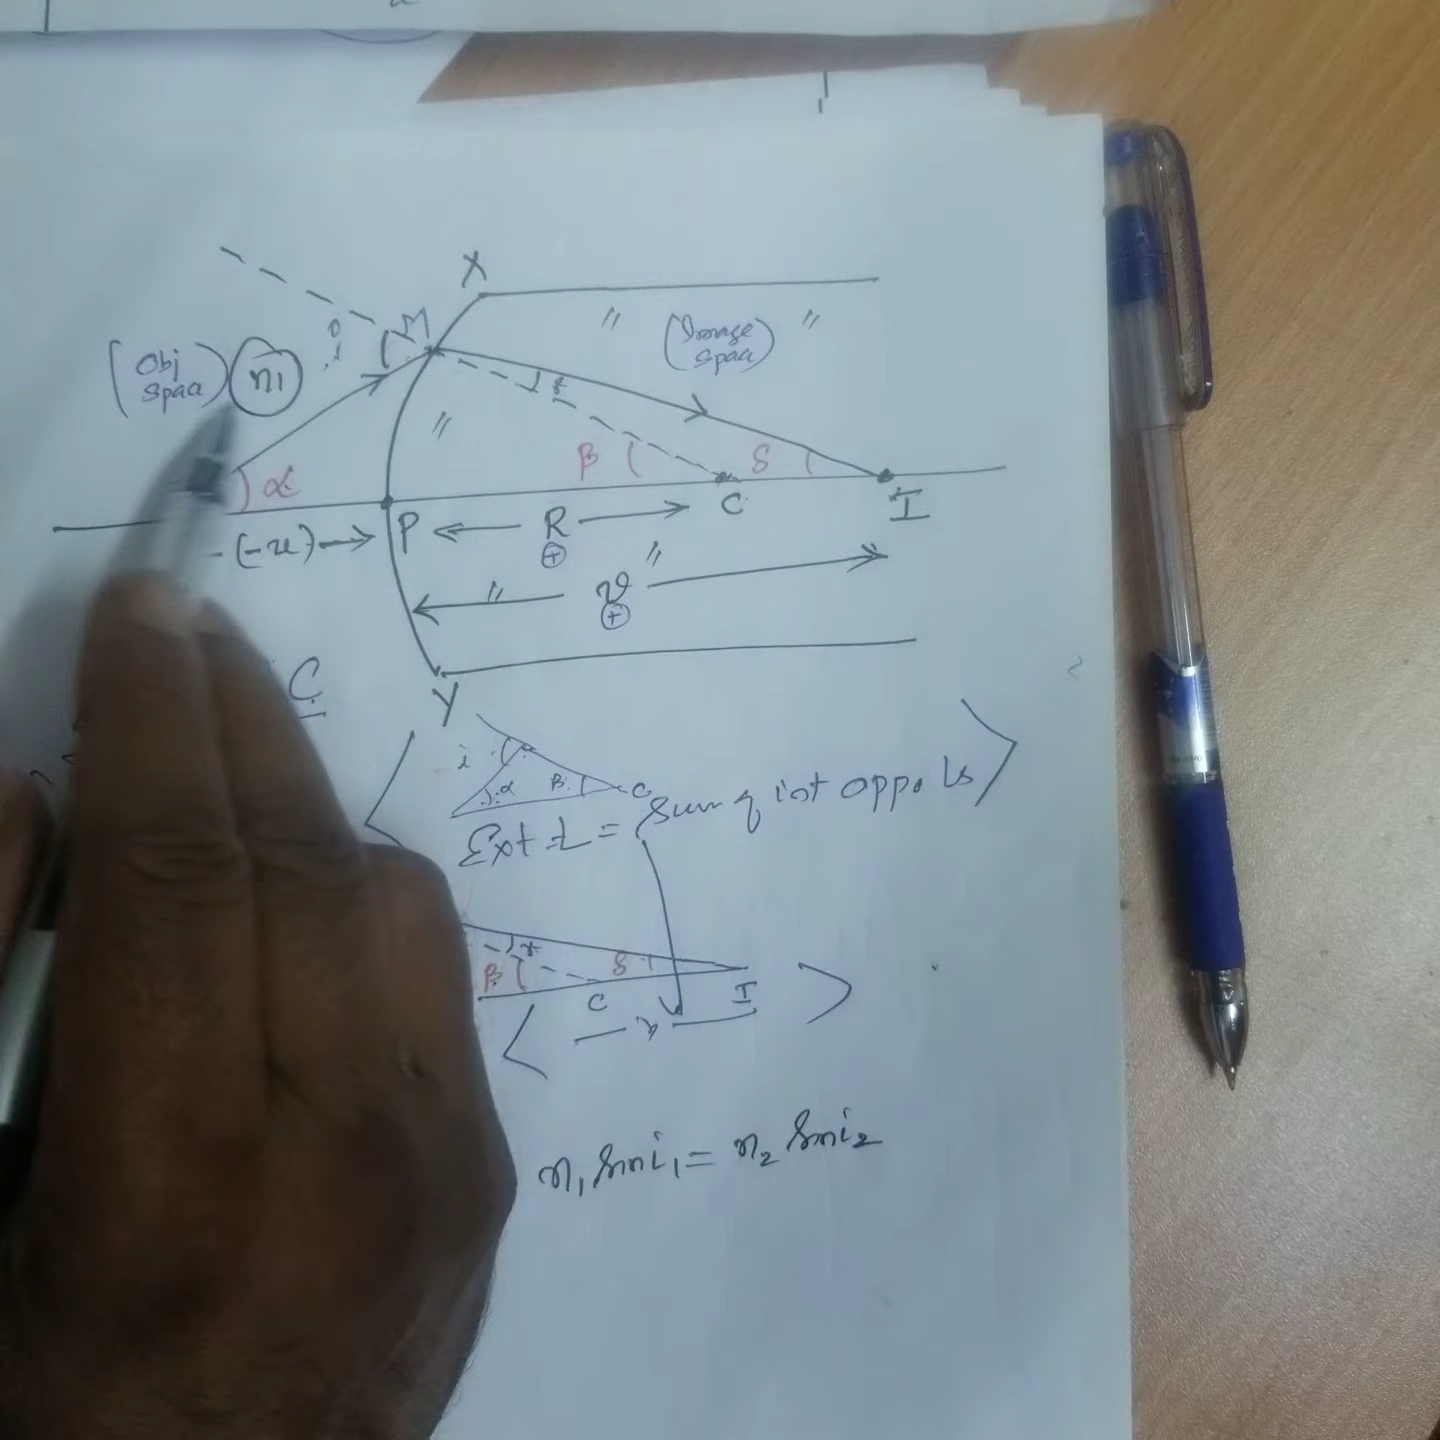 X
M
i
(Obj Space) n1
(Image Space)
" "
r
"
α β δ
C I
(-u) P R
+
"
" v
+
C
Y
i
α β C
Ext ∠ = Sum of int oppo ∠s
r
β δ
C I
n₁ Sin i₁ = n₂ Sin i₂